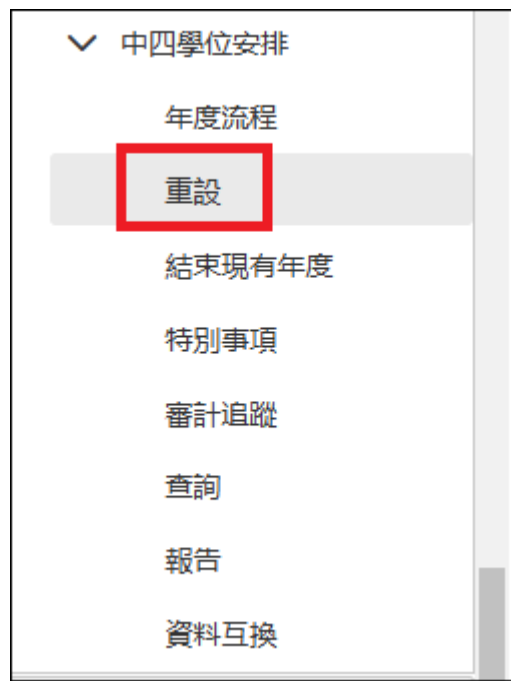 中四學位安排
年度流程
重設
結束現有年度
特別事項
審計追蹤
查詢
報告
資料互換